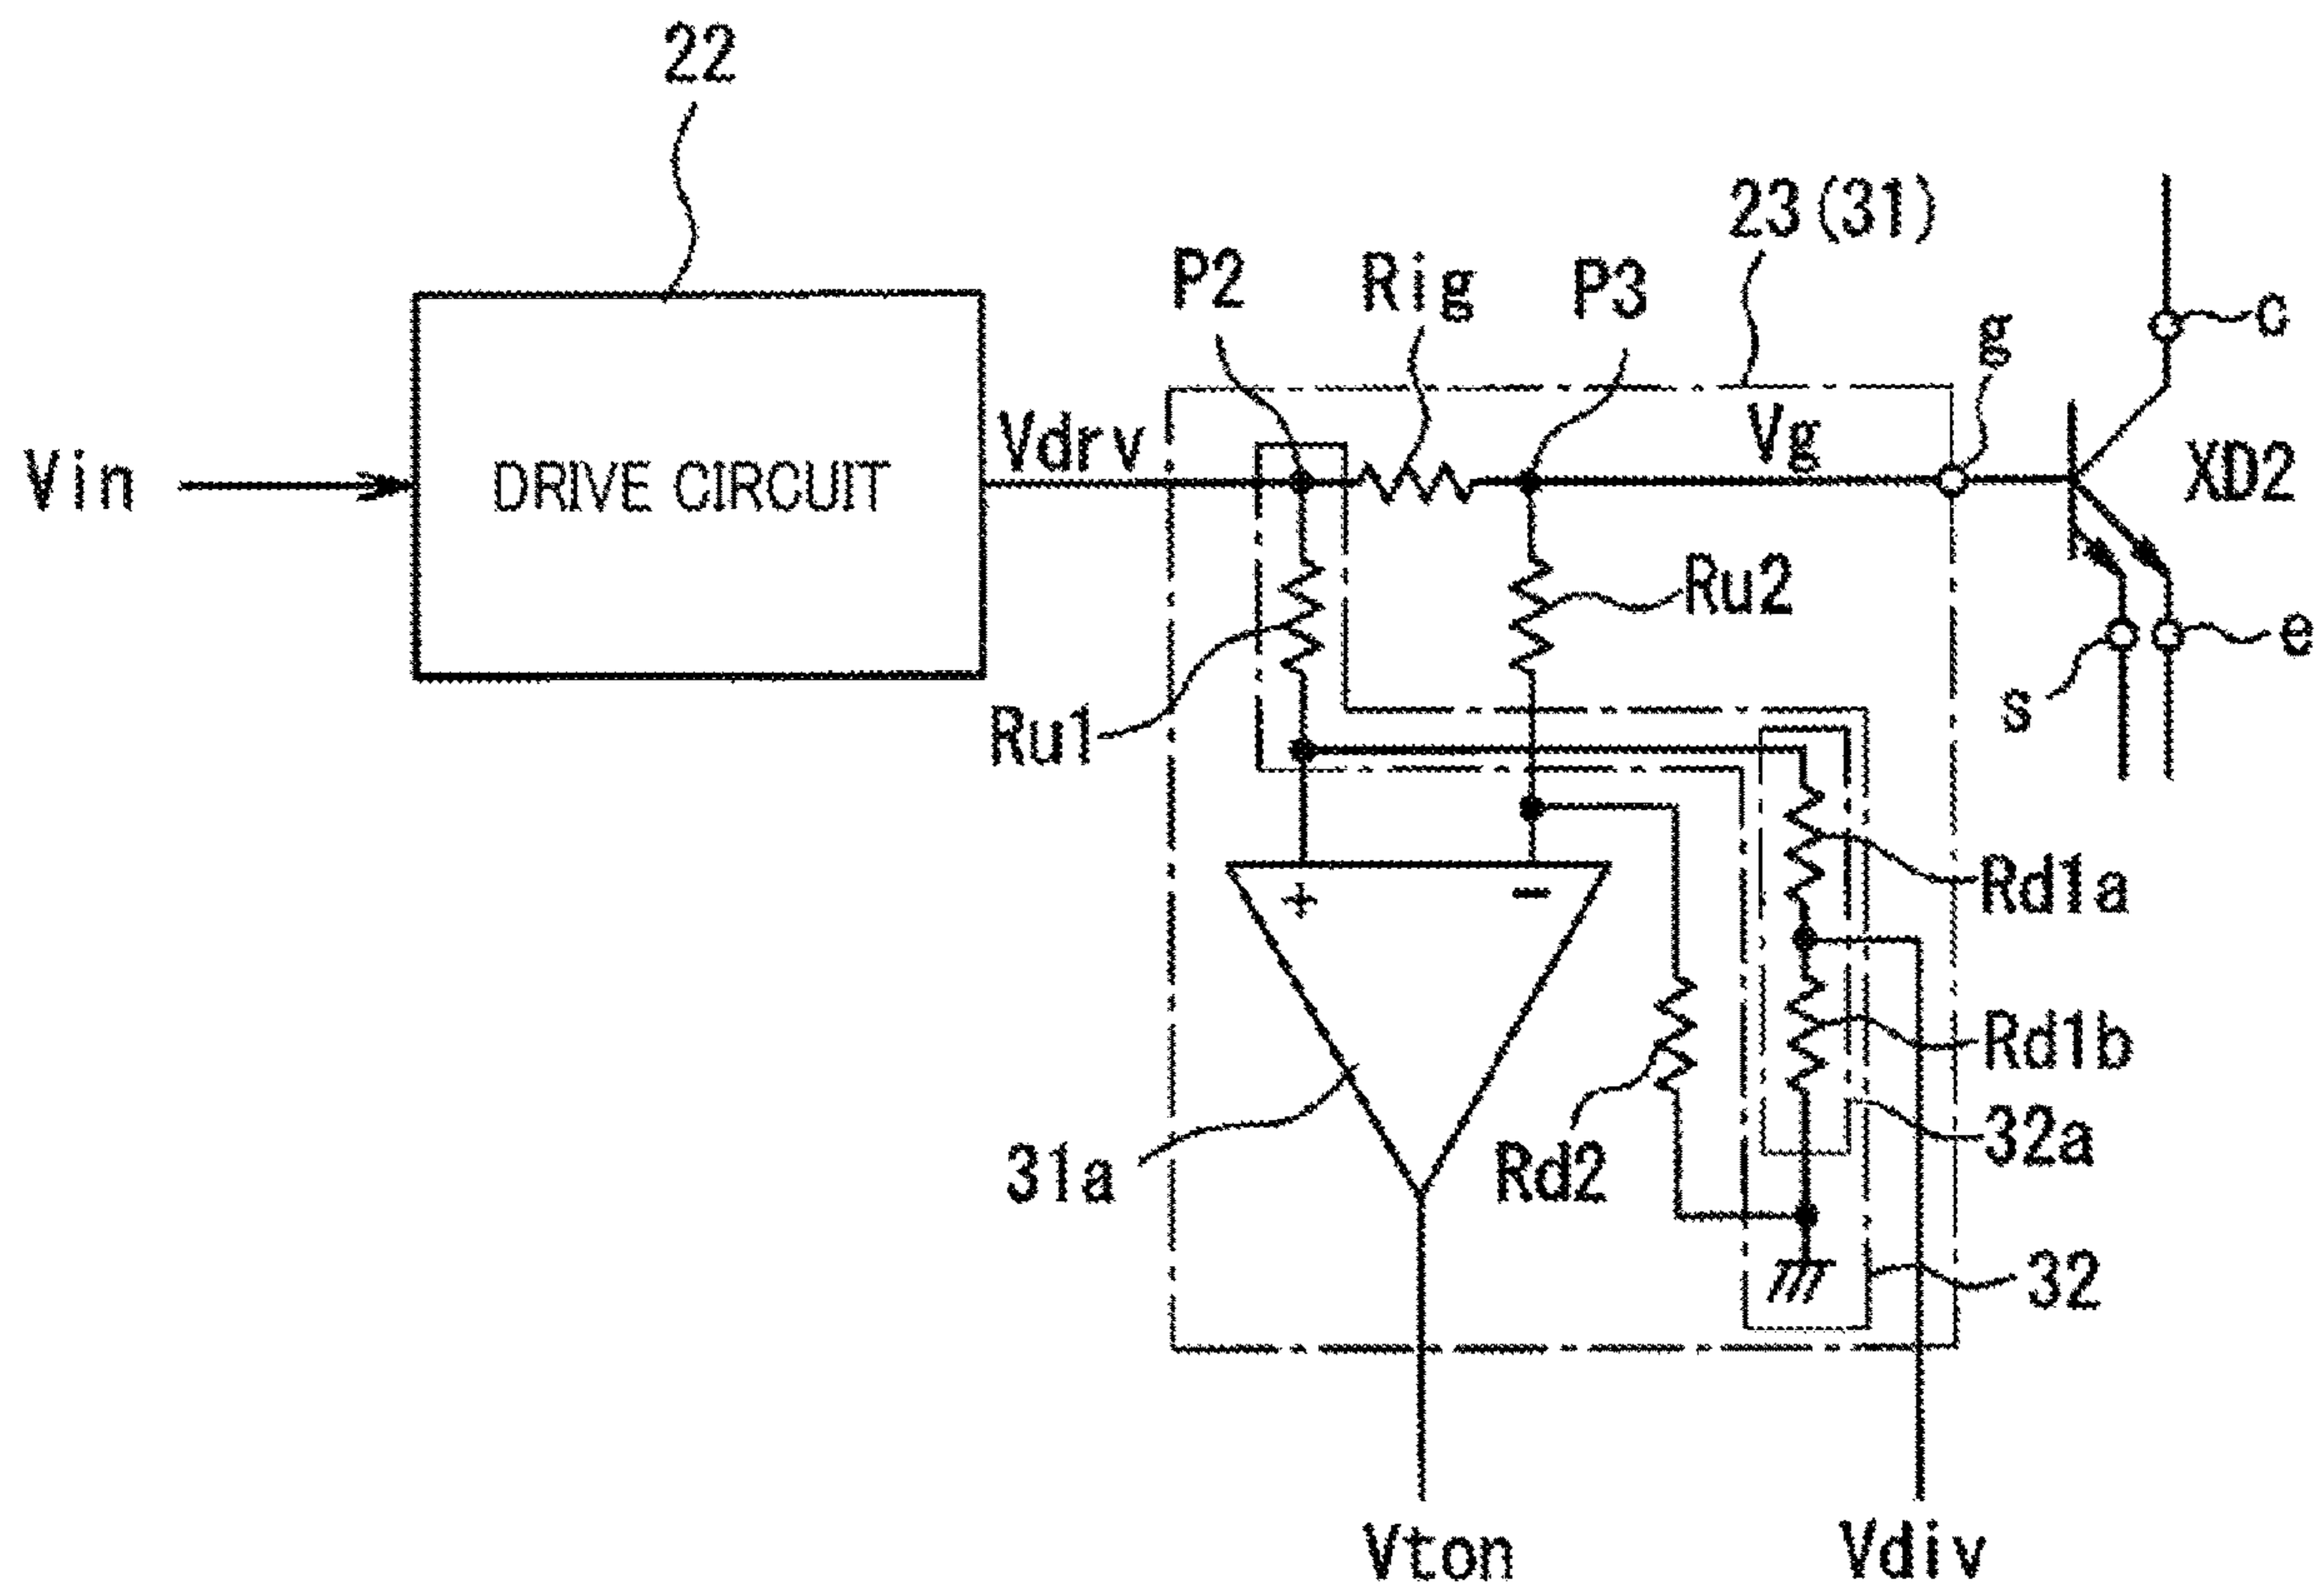 22
23(31)
P2
Rig
P3
g
c
Vdrv
Vg
Vin
DRIVE CIRCUIT
XD2
Ru2
e
s
Ru1
+
-
Rd1a
Rd1b
32a
31a
Rd2
32
Vton
Vdiv